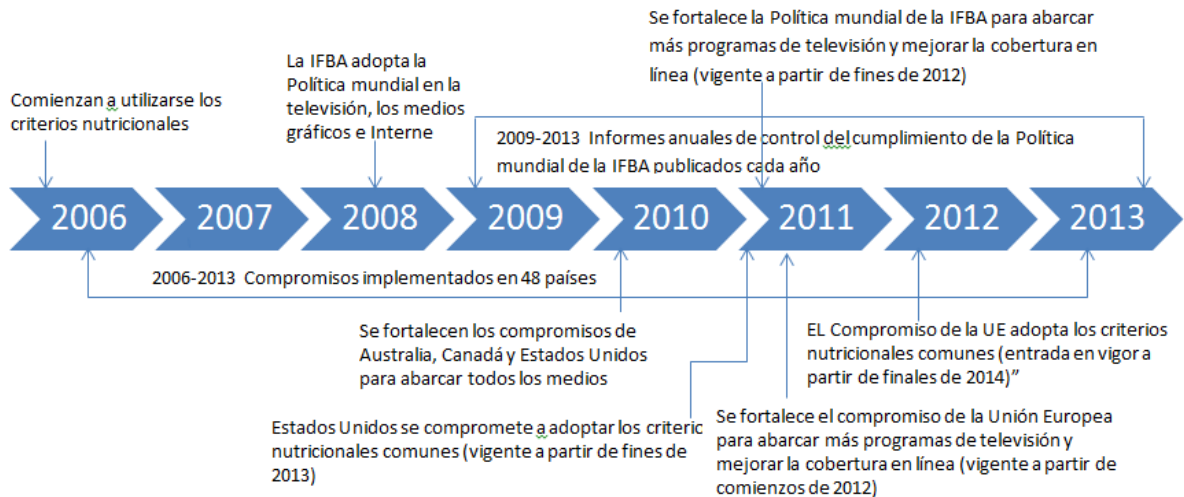 Se fortalece la Política mundial de la IFBA para abarcar
más programas de televisión y mejorar la cobertura en
línea (vigente a partir de fines de 2012)
La IFBA adopta la
Política mundial en la
televisión, los medios
gráficos e Interne
Comienzan a utilizarse los
criterios nutricionales
2009-2013 Informes anuales de control del cumplimiento de la Política
mundial de la IFBA publicados cada año
2006
2007
2008
2009
2010
2011
2012
2013
2006-2013 Compromisos implementados en 48 países
Se fortalecen los compromisos de
Australia, Canadá y Estados Unidos
para abarcar todos los medios
EL Compromiso de la UE adopta los criterios
nutricionales comunes (entrada en vigor a
partir de finales de 2014)”
Estados Unidos se compromete a adoptar los criteric
nutricionales comunes (vigente a partir de fines de
2013)
Se fortalece el compromiso de la Unión Europea
para abarcar más programas de televisión y
mejorar la cobertura en línea (vigente a partir de
comienzos de 2012)